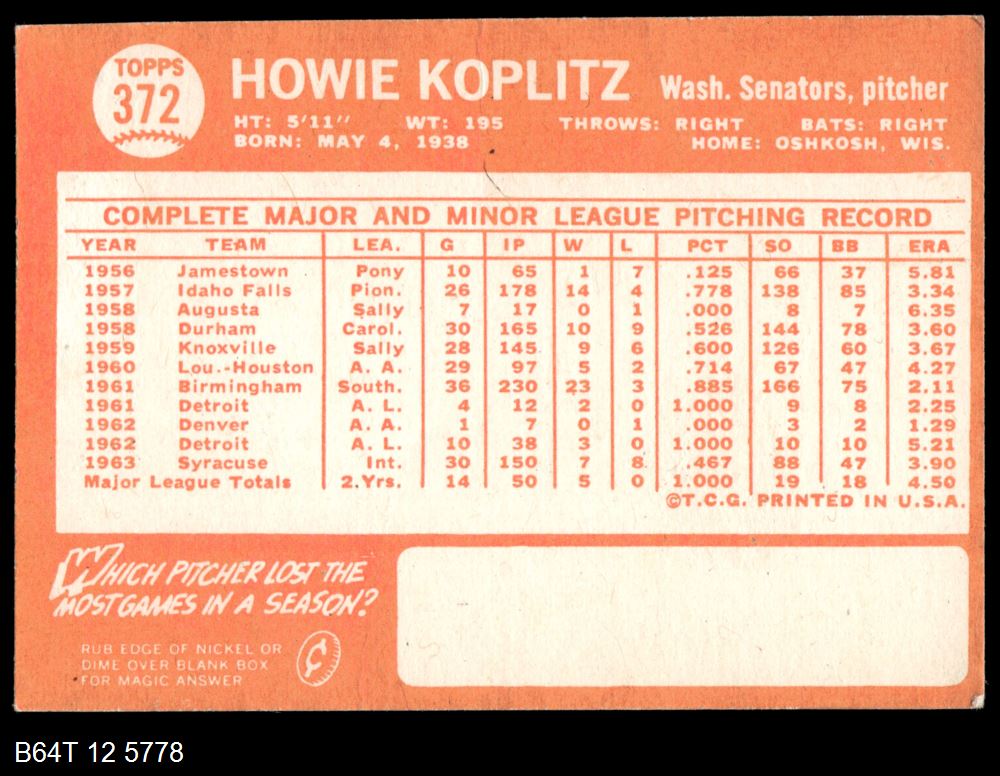 TOPPS
372
HOWIE KOPLITZ Wash. Senators, pitcher
HT: 5'11" WT: 195 THROWS: RIGHT BATS: RIGHT
BORN: MAY 4, 1938 HOME: OSHKOSH, WIS.
COMPLETE MAJOR AND MINOR LEAGUE PITCHING RECORD
YEAR TEAM LEA. G IP W L PCT SO BB ERA
1956 Jamestown Pony 10 65 1 7 .125 66 37 5.81
1957 Idaho Falls Pion. 26 178 14 4 .778 138 85 3.34
1958 Augusta Sally 7 17 0 1 .000 8 7 6.35
1958 Durham Carol. 30 165 10 9 .526 144 78 3.60
1959 Knoxville Sally 28 145 9 6 .600 126 60 3.67
1960 Lou.-Houston A. A. 29 97 5 2 .714 67 47 4.27
1961 Birmingham South. 36 230 23 3 .885 166 75 2.11
1961 Detroit A. L. 4 12 2 0 1.000 9 8 2.25
1962 Denver A. A. 1 7 0 1 .000 3 2 1.29
1962 Detroit A. L. 10 38 3 0 1.000 10 10 5.21
1963 Syracuse Int. 30 150 7 8 .467 88 47 3.90
Major League Totals 2.Yrs. 14 50 5 0 1.000 19 18 4.50
©T.C.G. PRINTED IN U.S.A.
WHICH PITCHER LOST THE
MOST GAMES IN A SEASON?
RUB EDGE OF NICKEL OR
DIME OVER BLANK BOX
FOR MAGIC ANSWER
¢
B64T 12 5778